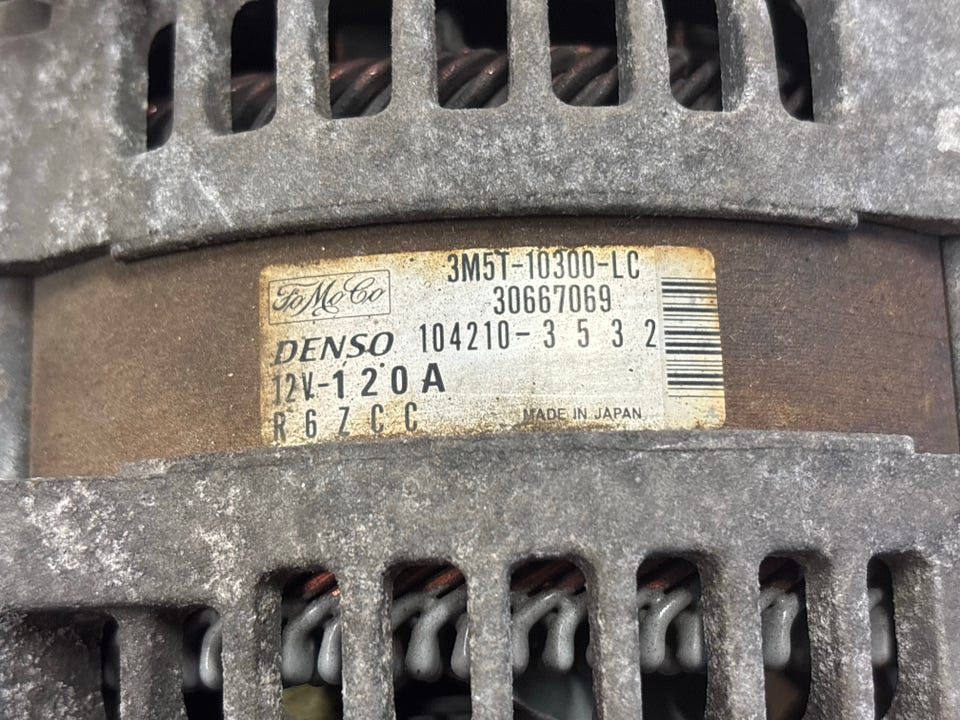 3M5T-10300-LC
FoMoCo 30667069
DENSO 104210-3532
12V-120A
R6ZCC MADE IN JAPAN